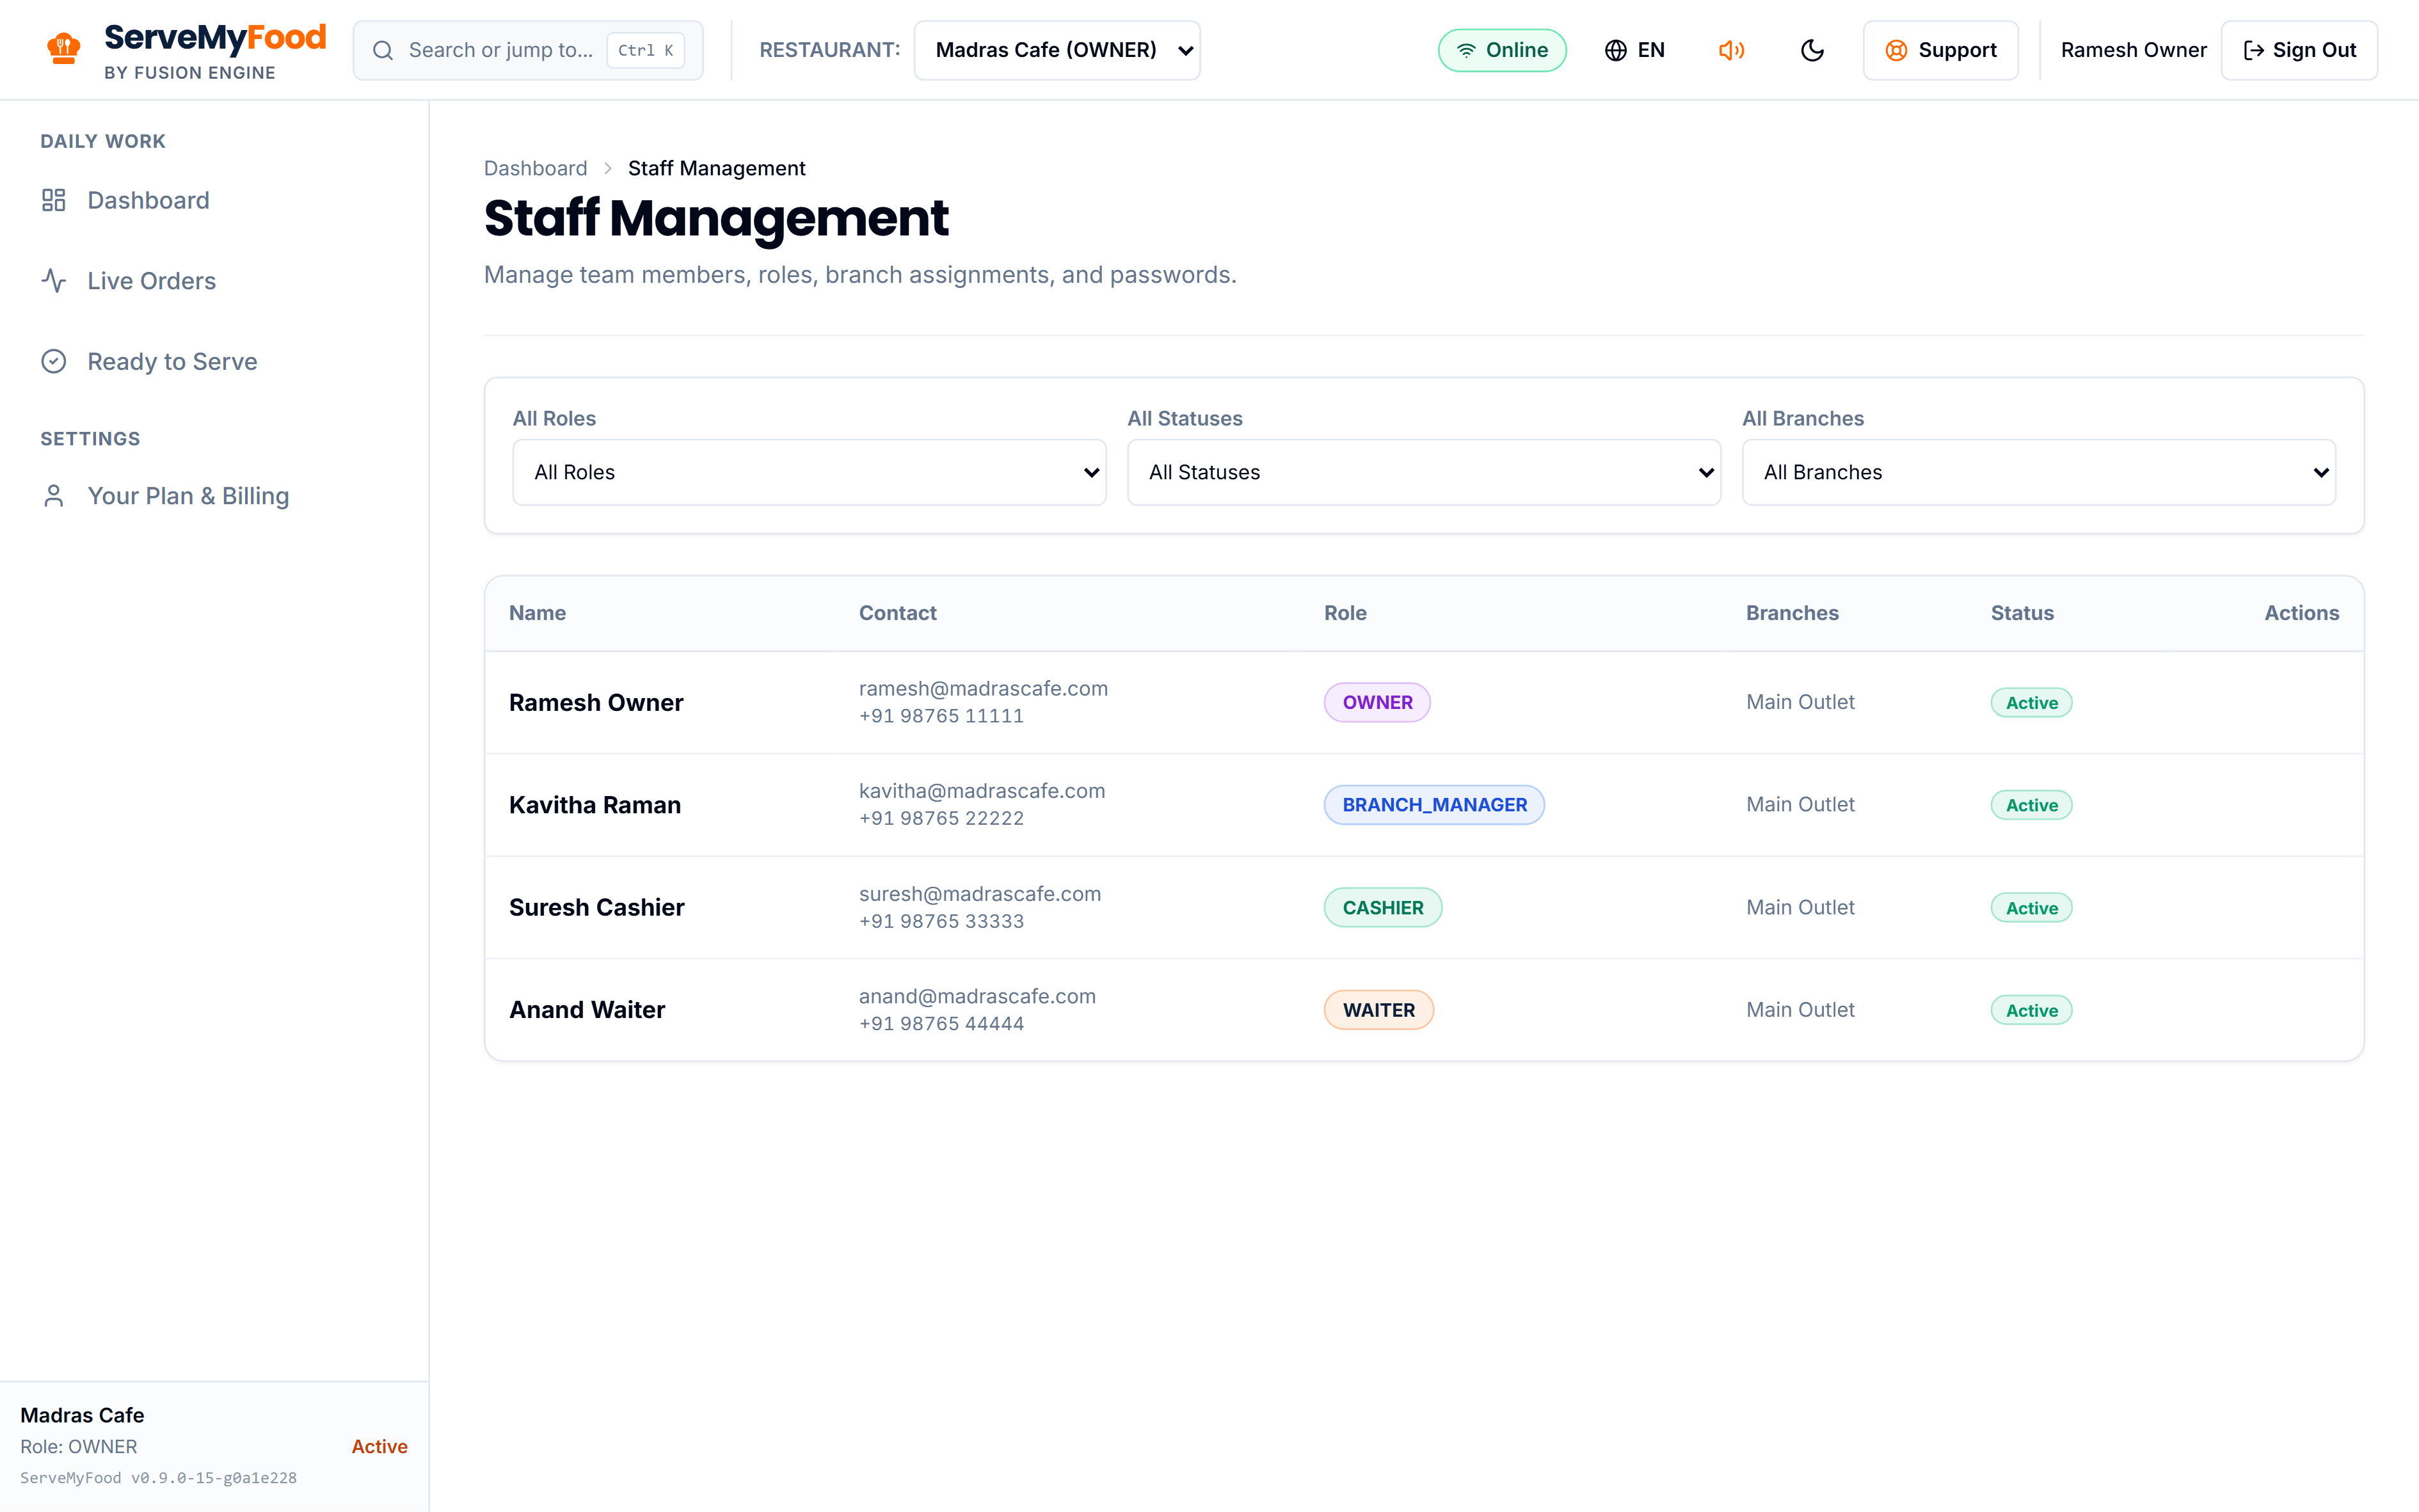 ServeMyFood
BY FUSION ENGINE
Search or jump to... Ctrl K
RESTAURANT: Madras Cafe (OWNER)
Online
EN
Support
Ramesh Owner
Sign Out
DAILY WORK
Dashboard
Live Orders
Ready to Serve
SETTINGS
Your Plan & Billing
Madras Cafe
Role: OWNER Active
ServeMyFood v0.9.0-15-g0a1e228
Dashboard > Staff Management
Staff Management
Manage team members, roles, branch assignments, and passwords.
All Roles All Statuses All Branches
All Roles All Statuses All Branches
Name Contact Role Branches Status Actions
Ramesh Owner ramesh@madrascafe.com OWNER Main Outlet Active
+91 98765 11111
Kavitha Raman kavitha@madrascafe.com BRANCH_MANAGER Main Outlet Active
+91 98765 22222
Suresh Cashier suresh@madrascafe.com CASHIER Main Outlet Active
+91 98765 33333
Anand Waiter anand@madrascafe.com WAITER Main Outlet Active
+91 98765 44444